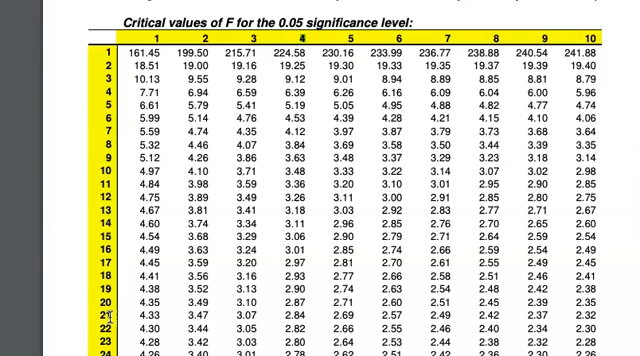 Critical values of F for the 0.05 significance level:
1 2 3 4 5 6 7 8 9 10
1 161.45 199.50 215.71 224.58 230.16 233.99 236.77 238.88 240.54 241.88
2 18.51 19.00 19.16 19.25 19.30 19.33 19.35 19.37 19.39 19.40
3 10.13 9.55 9.28 9.12 9.01 8.94 8.89 8.85 8.81 8.79
4 7.71 6.94 6.59 6.39 6.26 6.16 6.09 6.04 6.00 5.96
5 6.61 5.79 5.41 5.19 5.05 4.95 4.88 4.82 4.77 4.74
6 5.99 5.14 4.76 4.53 4.39 4.28 4.21 4.15 4.10 4.06
7 5.59 4.74 4.35 4.12 3.97 3.87 3.79 3.73 3.68 3.64
8 5.32 4.46 4.07 3.84 3.69 3.58 3.50 3.44 3.39 3.35
9 5.12 4.26 3.86 3.63 3.48 3.37 3.29 3.23 3.18 3.14
10 4.97 4.10 3.71 3.48 3.33 3.22 3.14 3.07 3.02 2.98
11 4.84 3.98 3.59 3.36 3.20 3.10 3.01 2.95 2.90 2.85
12 4.75 3.89 3.49 3.26 3.11 3.00 2.91 2.85 2.80 2.75
13 4.67 3.81 3.41 3.18 3.03 2.92 2.83 2.77 2.71 2.67
14 4.60 3.74 3.34 3.11 2.96 2.85 2.76 2.70 2.65 2.60
15 4.54 3.68 3.29 3.06 2.90 2.79 2.71 2.64 2.59 2.54
16 4.49 3.63 3.24 3.01 2.85 2.74 2.66 2.59 2.54 2.49
17 4.45 3.59 3.20 2.97 2.81 2.70 2.61 2.55 2.49 2.45
18 4.41 3.56 3.16 2.93 2.77 2.66 2.58 2.51 2.46 2.41
19 4.38 3.52 3.13 2.90 2.74 2.63 2.54 2.48 2.42 2.38
20 4.35 3.49 3.10 2.87 2.71 2.60 2.51 2.45 2.39 2.35
21 4.33 3.47 3.07 2.84 2.69 2.57 2.49 2.42 2.37 2.32
22 4.30 3.44 3.05 2.82 2.66 2.55 2.46 2.40 2.34 2.30
23 4.28 3.42 3.03 2.80 2.64 2.53 2.44 2.38 2.32 2.28
24 4.26 3.40 3.01 2.78 2.62 2.51 2.42 2.36 2.30 2.26